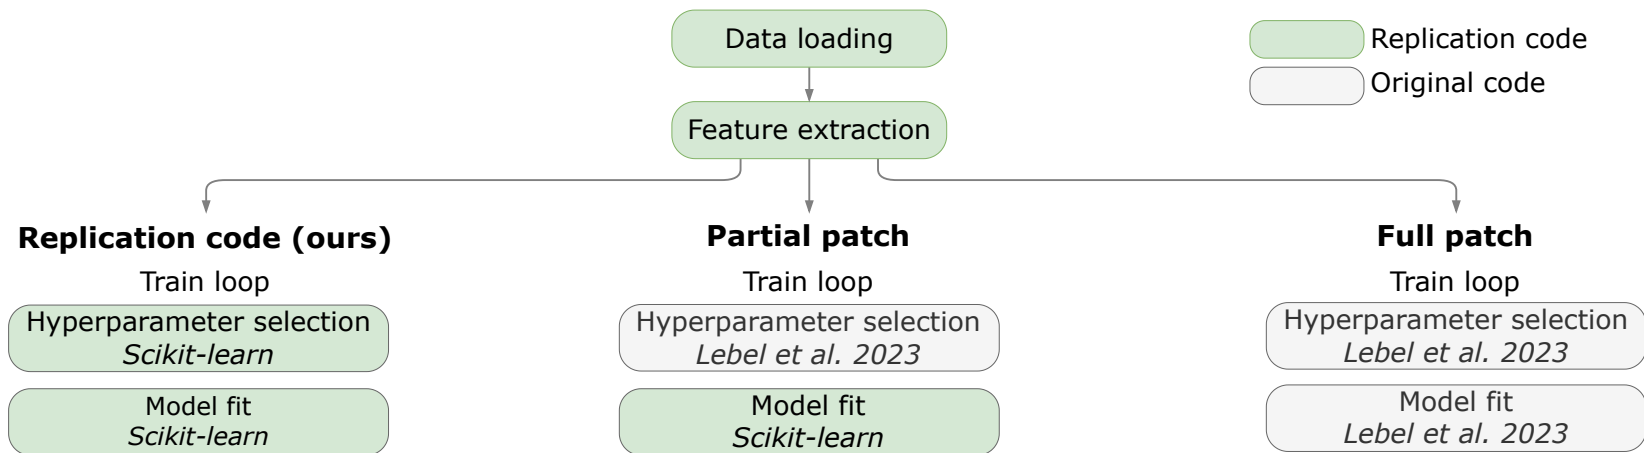 Data loading
Replication code
Original code
Feature extraction
Replication code (ours)
Train loop
Hyperparameter selection
Scikit-learn
Model fit
Scikit-learn
Partial patch
Train loop
Hyperparameter selection
Lebel et al. 2023
Model fit
Scikit-learn
Full patch
Train loop
Hyperparameter selection
Lebel et al. 2023
Model fit
Lebel et al. 2023